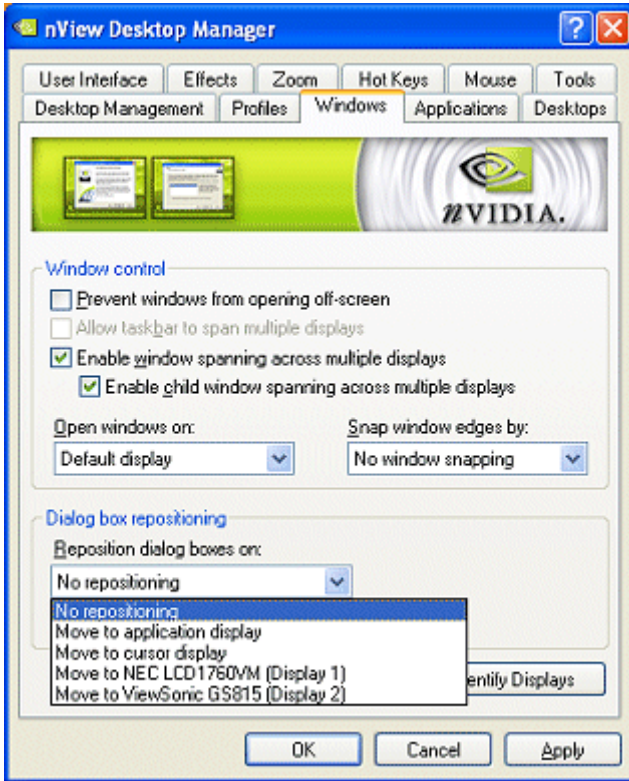 nView Desktop Manager
User Interface Effects Zoom Hot Keys Mouse Tools
Desktop Management Profiles Windows Applications Desktops
nVIDIA.
Window control
Prevent windows from opening off-screen
Allow taskbar to span multiple displays
Enable window spanning across multiple displays
Enable child window spanning across multiple displays
Open windows on: Snap window edges by:
Default display No window snapping
Dialog box repositioning
Reposition dialog boxes on:
No repositioning
No repositioning
Move to application display
Move to cursor display
Move to NEC LCD1760VM (Display 1)
Move to ViewSonic GS815 (Display 2)
entify Displays
OK Cancel Apply